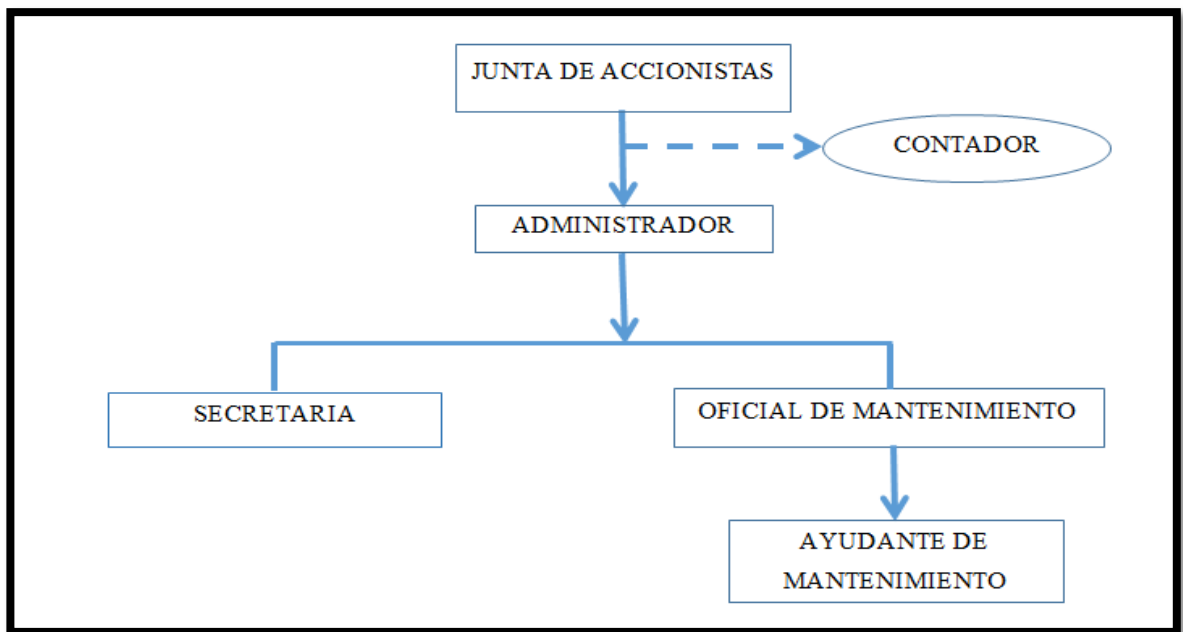 JUNTA DE ACCIONISTAS
CONTADOR
ADMINISTRADOR
SECRETARIA
OFICIAL DE MANTENIMIENTO
AYUDANTE DE
MANTENIMIENTO